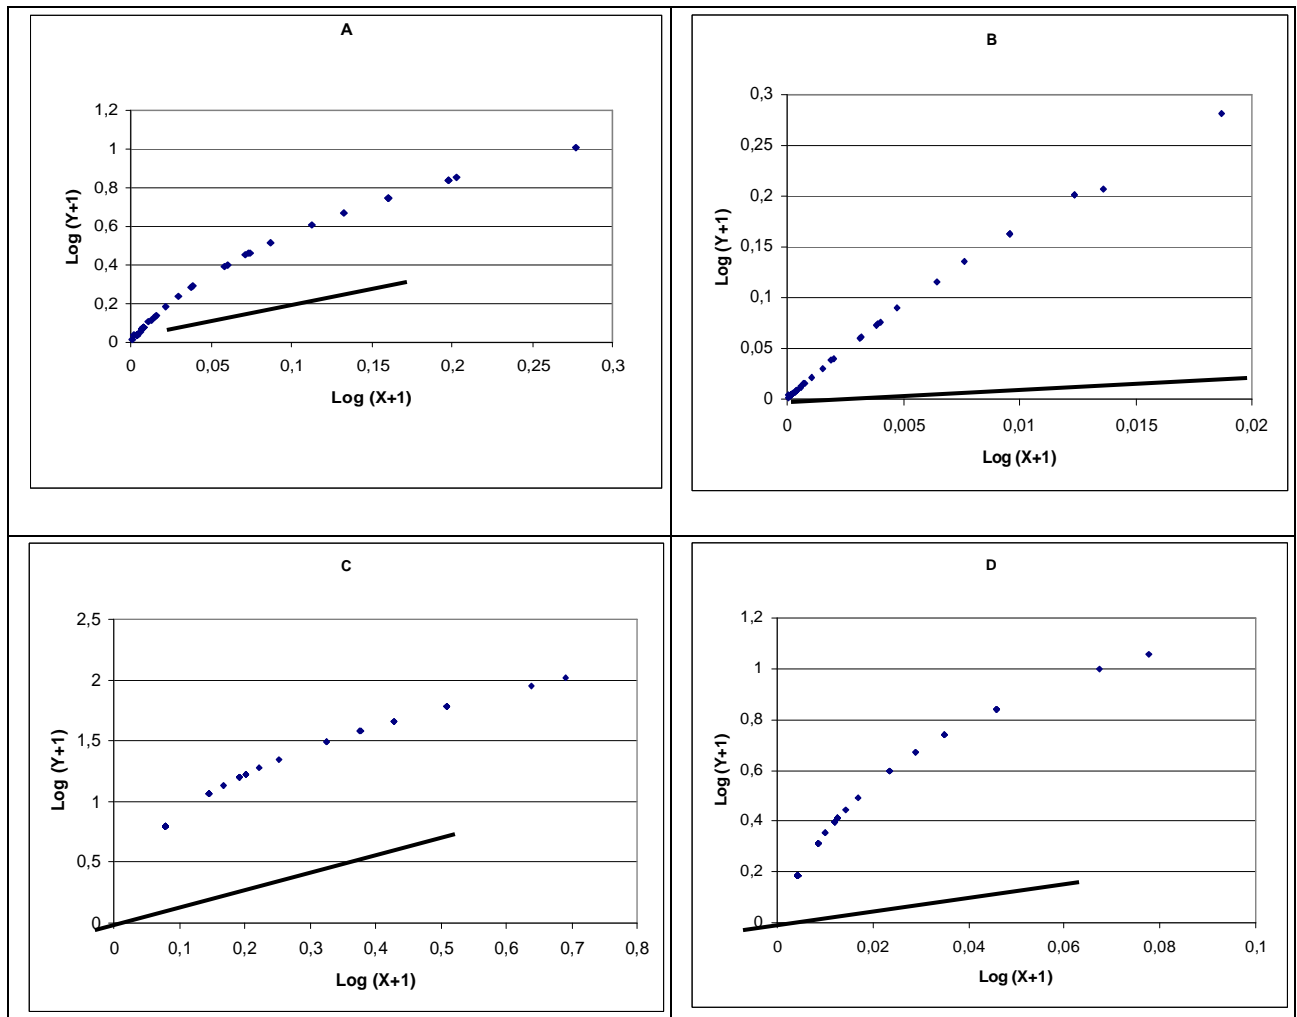 A
1,2
1
0,8
0,6
0,4
0,2
0
0 0,05 0,1 0,15 0,2 0,25 0,3
Log (Y+1)
Log (X+1)
B
0,3
0,25
0,2
0,15
0,1
0,05
0
0 0,005 0,01 0,015 0,02
Log (Y+1)
Log (X+1)
C
2,5
2
1,5
1
0,5
0
0 0,1 0,2 0,3 0,4 0,5 0,6 0,7 0,8
Log (Y+1)
Log (X+1)
D
1,2
1
0,8
0,6
0,4
0,2
0
0 0,02 0,04 0,06 0,08 0,1
Log (Y+1)
Log (X+1)